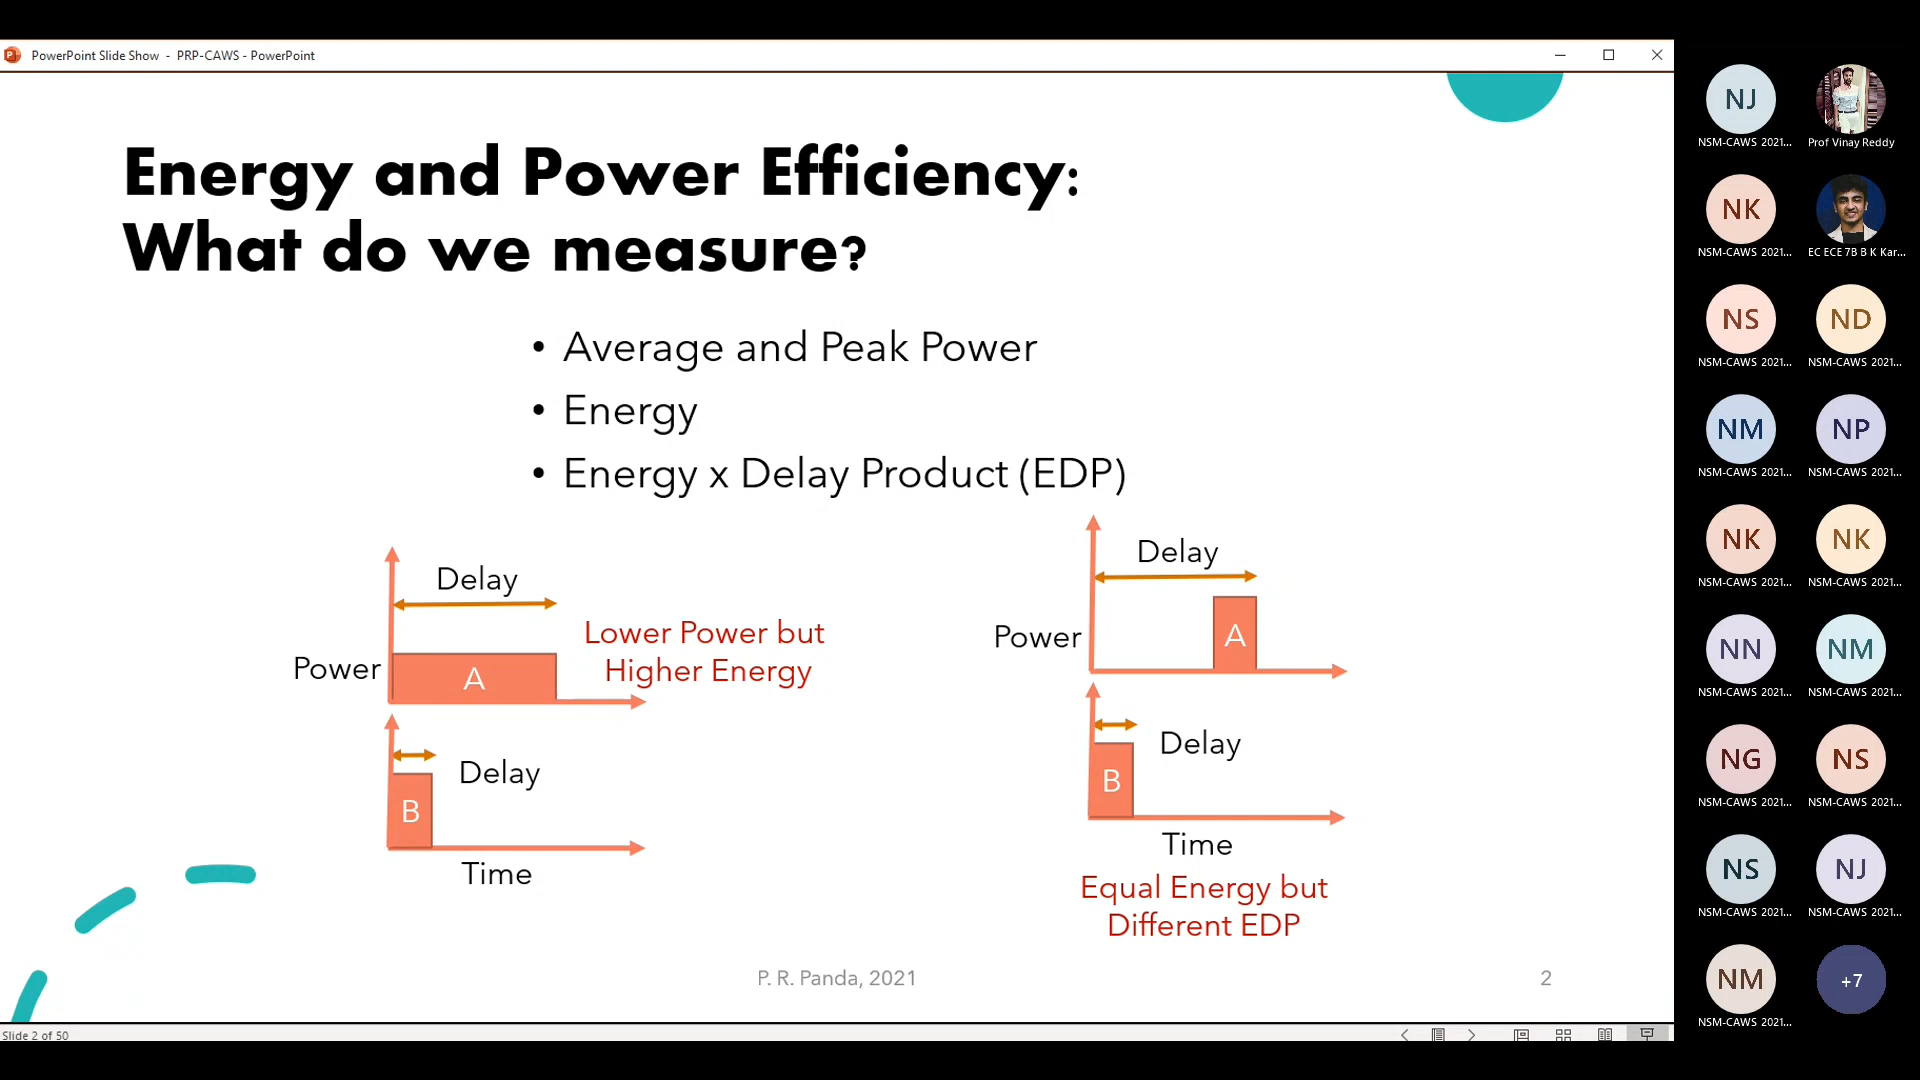 PowerPoint Slide Show - PRP-CAWS - PowerPoint
Energy and Power Efficiency:
What do we measure?
• Average and Peak Power
• Energy
• Energy x Delay Product (EDP)
Delay
Power
A
Lower Power but
Higher Energy
B
Delay
Time
Delay
Power
A
B
Delay
Time
Equal Energy but
Different EDP
P. R. Panda, 2021
2
Slide 2 of 50
NJ
NSM-CAWS 2021...
Prof Vinay Reddy
NK
NSM-CAWS 2021...
EC ECE 7B B K Kar...
NS
NSM-CAWS 2021...
ND
NSM-CAWS 2021...
NM
NSM-CAWS 2021...
NP
NSM-CAWS 2021...
NK
NSM-CAWS 2021...
NK
NSM-CAWS 2021...
NN
NSM-CAWS 2021...
NM
NSM-CAWS 2021...
NG
NSM-CAWS 2021...
NS
NSM-CAWS 2021...
NS
NSM-CAWS 2021...
NJ
NSM-CAWS 2021...
NM
NSM-CAWS 2021...
+7